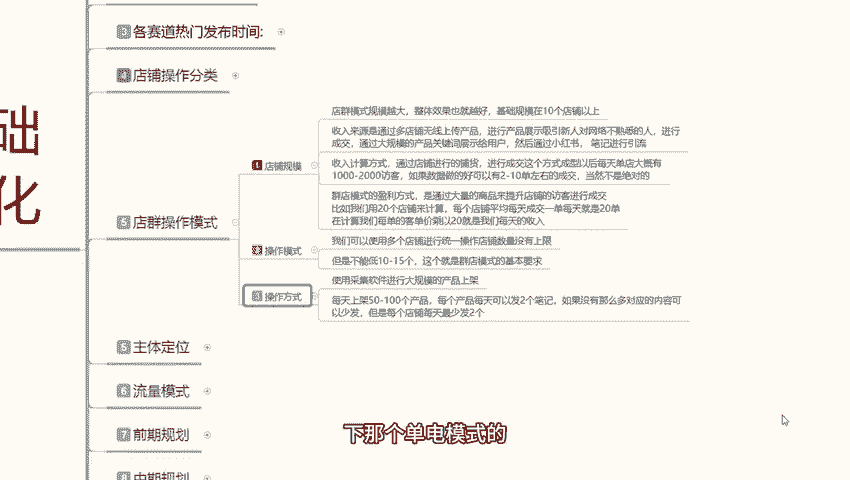 础
化
3 各赛道热门发布时间:
4 店铺操作分类
5 店群操作模式
1 店铺规模
店群模式规模越大，整体效果也就越好，基础规模在10个店铺以上
收入来源是通过多店铺无线上传产品，进行产品展示吸引新人对网络不熟悉的人，进行
成交，通过大规模的产品关键词展示给用户，然后通过小红书，笔记进行引流
收入计算方式，通过店铺进行的铺货，进行成交这个方式成型以后每天单店大概有
1000-2000访客，如果数据做的好可以有2-10单左右的成交，当然不是绝对的
群店模式的盈利方式，是通过大量的商品来提升店铺的访客进行成交
比如我们用20个店铺来计算，每个店铺平均每天成交一单每天就是20单
在计算我们每单的客单价乘以20就是我们每天的收入
操作模式
我们可以使用多个店铺进行统一操作店铺数量没有上限
但是不能低10-15个，这个就是群店模式的基本要求
操作方式
使用采集软件进行大规模的产品上架
每天上架50-100个产品，每个产品每天可以发2个笔记，如果没有那么多对应的内容可
以少发，但是每个店铺每天最少发2个
5 主体定位
6 流量模式
7 前期规划
8 中期规划
下那个单电模式的